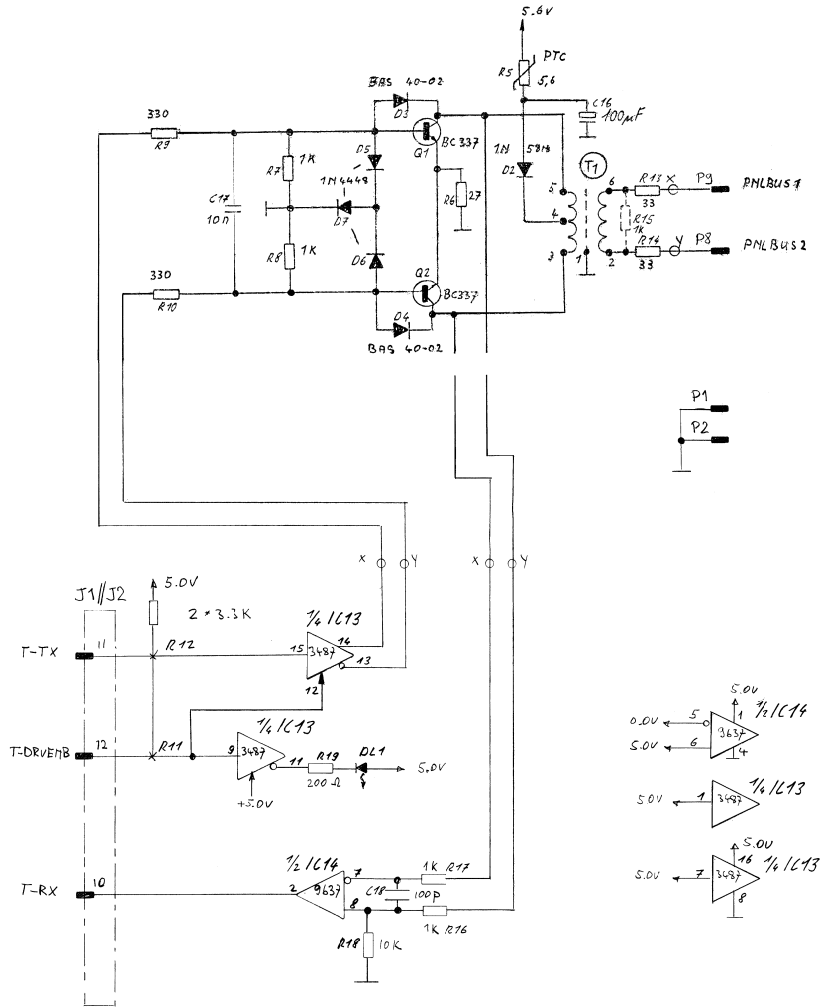 5.6V
R5
PTC
5,6
C16
100µF
BAS 40-02
D3
330
R9
R7
1K
D5
Q1
BC337
1N 58
D2
T1
C17
10n
1N4448
D7
R6
27
5
4
3
1
6
2
R13
X
33
R15
1K
R14
Y
33
P9
PNLBUS1
P8
PNLBUS2
R8
1K
D6
330
R10
Q2
BC337
D4
BAS 40-02
P1
P2
X
Y
X
Y
J1//J2
5.0V
2 * 3.3K
1/4 IC13
T-TX
11
R12
15
3487
14
13
12
T-DRVENB
12
R11
1/4 IC13
9
3487
11
R19
200 Ω
DL1
5.0V
+5.0V
5.0V
1/2 IC14
0.0V
5
1
5.0V
6
9637
4
1/4 IC13
5.0V
1
3487
5.0V
16
1/4 IC13
5.0V
7
3487
8
1/2 IC14
7
1K R17
T-RX
10
2
9637
C18
100p
8
1K R16
R18
10K